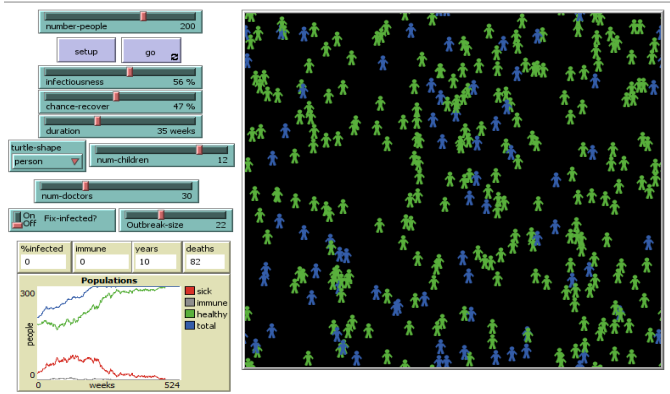 number-people 200
setup go
infectiousness 56 %
chance-recover 47 %
duration 35 weeks
turtle-shape
person
num-children 12
num-doctors 30
On
Off
Fix-infected?
Outbreak-size 22
%infected immune years deaths
0 0 10 82
Populations
300
people
0
0 weeks 524
sick
immune
healthy
total